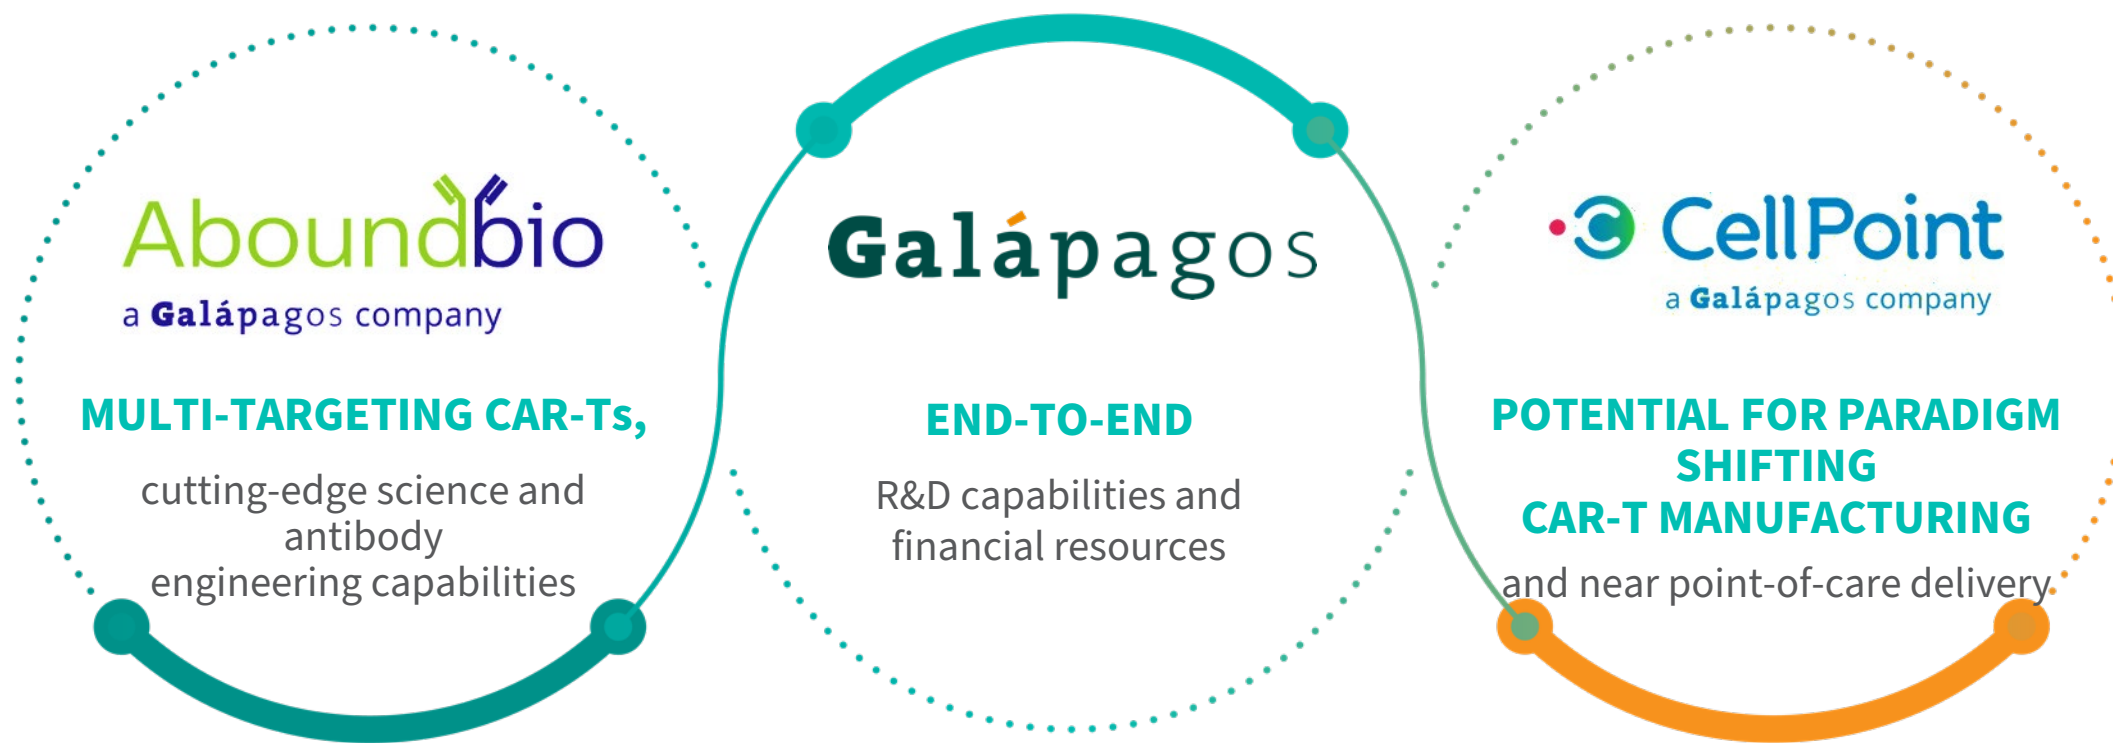 Aboundbio
a Galápagos company
MULTI-TARGETING CAR-Ts,
cutting-edge science and
antibody
engineering capabilities
Galápagos
END-TO-END
R&D capabilities and
financial resources
CellPoint
a Galápagos company
POTENTIAL FOR PARADIGM
SHIFTING
CAR-T MANUFACTURING
and near point-of-care delivery